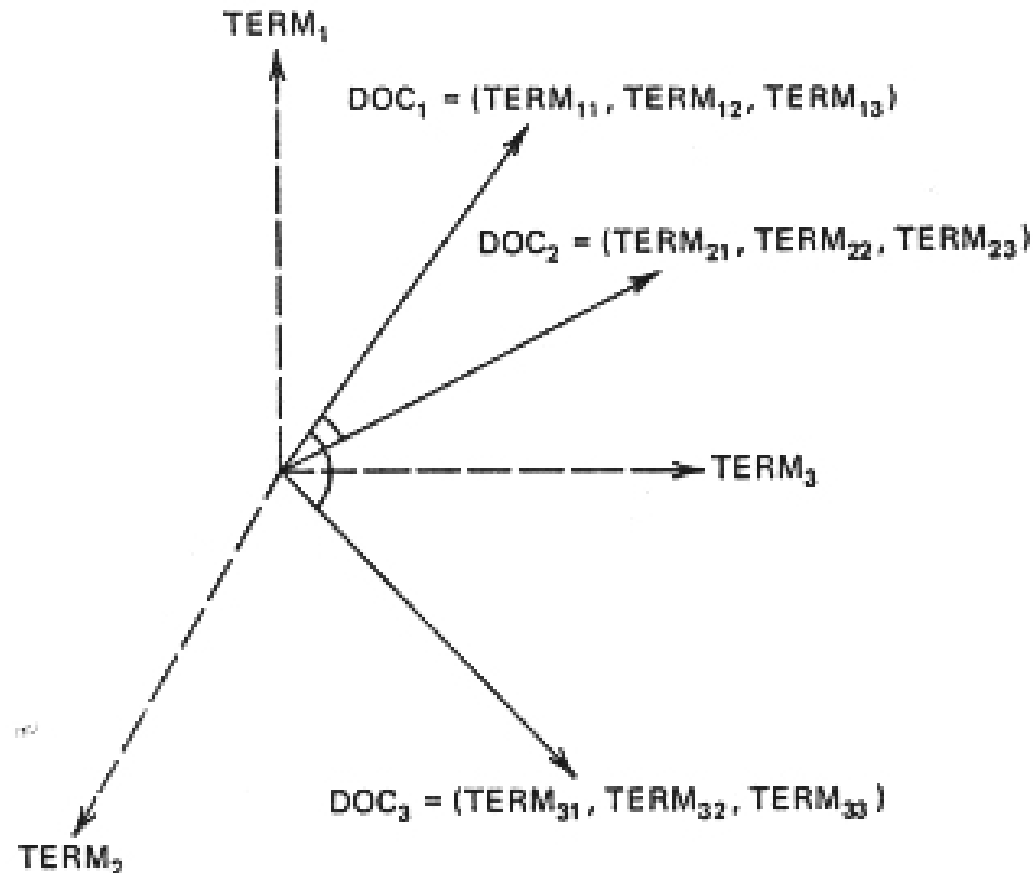 TERM₁
DOC₁ = (TERM₁₁, TERM₁₂, TERM₁₃)
DOC₂ = (TERM₂₁, TERM₂₂, TERM₂₃)
TERM₃
DOC₃ = (TERM₃₁, TERM₃₂, TERM₃₃)
TERM₂